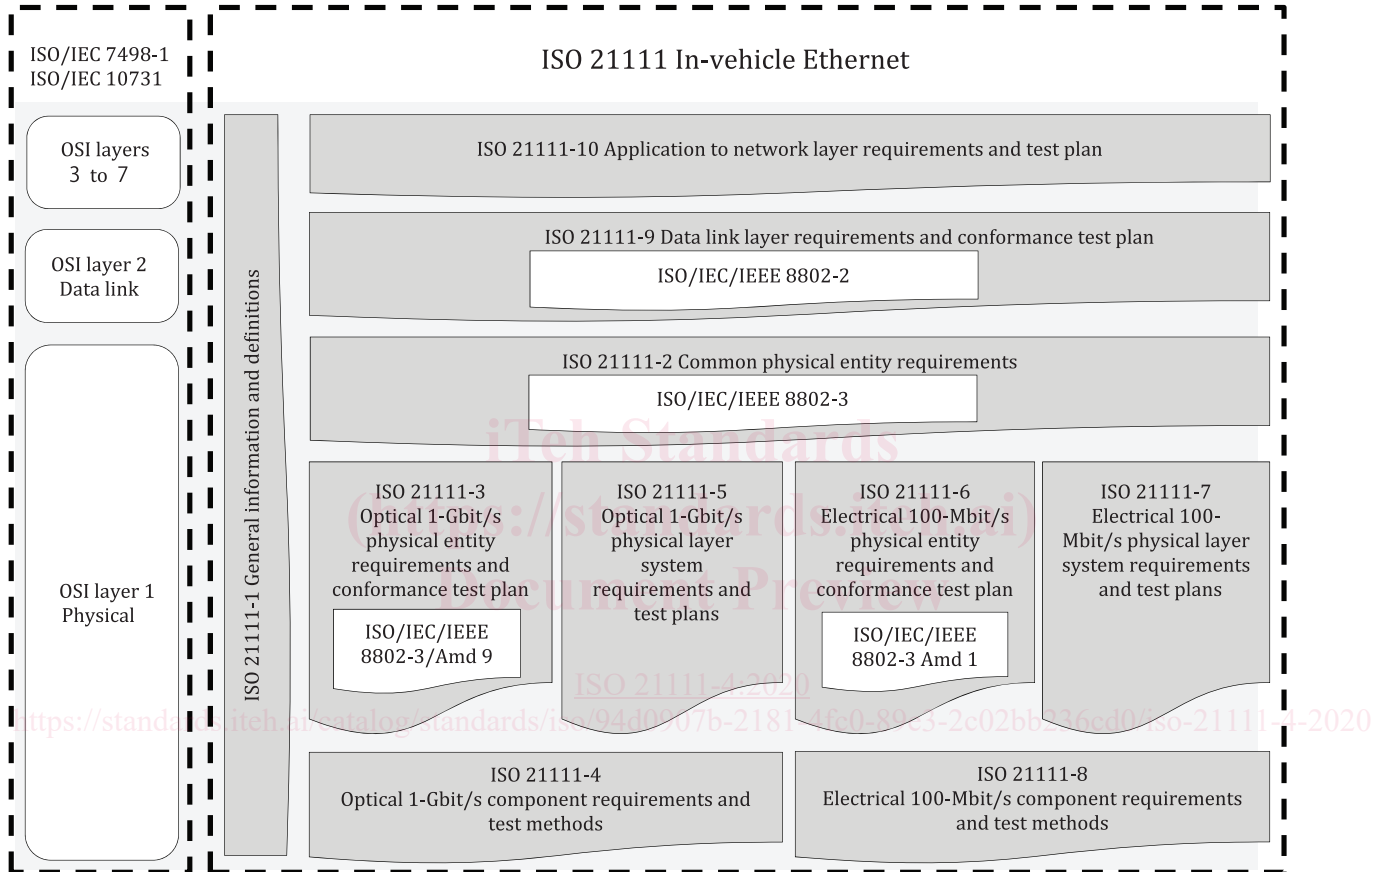 ISO/IEC 7498-1
ISO/IEC 10731
ISO 21111 In-vehicle Ethernet
OSI layers
3 to 7
OSI layer 2
Data link
OSI layer 1
Physical
ISO 21111-1 General information and definitions
ISO 21111-10 Application to network layer requirements and test plan
ISO 21111-9 Data link layer requirements and conformance test plan
ISO/IEC/IEEE 8802-2
ISO 21111-2 Common physical entity requirements
ISO/IEC/IEEE 8802-3
ISO 21111-3
Optical 1-Gbit/s
physical entity
requirements and
conformance test plan
ISO/IEC/IEEE
8802-3/Amd 9
ISO 21111-5
Optical 1-Gbit/s
physical layer
system
requirements and
test plans
ISO 21111-6
Electrical 100-Mbit/s
physical entity
requirements and
conformance test plan
ISO/IEC/IEEE
8802-3 Amd 1
ISO 21111-7
Electrical 100-
Mbit/s physical layer
system requirements
and test plans
ISO 21111-4
Optical 1-Gbit/s component requirements and
test methods
ISO 21111-8
Electrical 100-Mbit/s component requirements
and test methods
iTeh Standards
(https://standards.iteh.ai)
Document Preview
ISO 21111-4:2020
https://standards.iteh.ai/catalog/standards/iso/94d0907b-2181-4fc0-89e3-2c02bb236cd0/iso-21111-4-2020